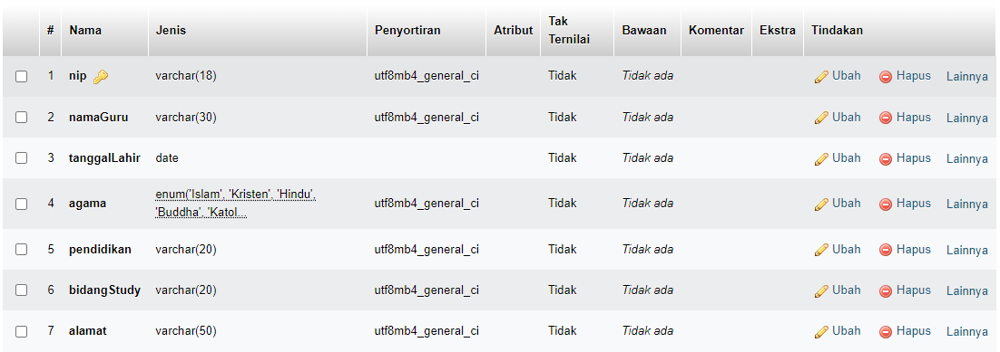 # Nama Jenis Penyortiran Atribut Tak Ternilai Bawaan Komentar Ekstra Tindakan
1 nip varchar(18) utf8mb4_general_ci Tidak Tidak ada Ubah Hapus Lainnya
2 namaGuru varchar(30) utf8mb4_general_ci Tidak Tidak ada Ubah Hapus Lainnya
3 tanggalLahir date Tidak Tidak ada Ubah Hapus Lainnya
4 agama enum('Islam', 'Kristen', 'Hindu', 'Buddha', 'Katol... utf8mb4_general_ci Tidak Tidak ada Ubah Hapus Lainnya
5 pendidikan varchar(20) utf8mb4_general_ci Tidak Tidak ada Ubah Hapus Lainnya
6 bidangStudy varchar(20) utf8mb4_general_ci Tidak Tidak ada Ubah Hapus Lainnya
7 alamat varchar(50) utf8mb4_general_ci Tidak Tidak ada Ubah Hapus Lainnya